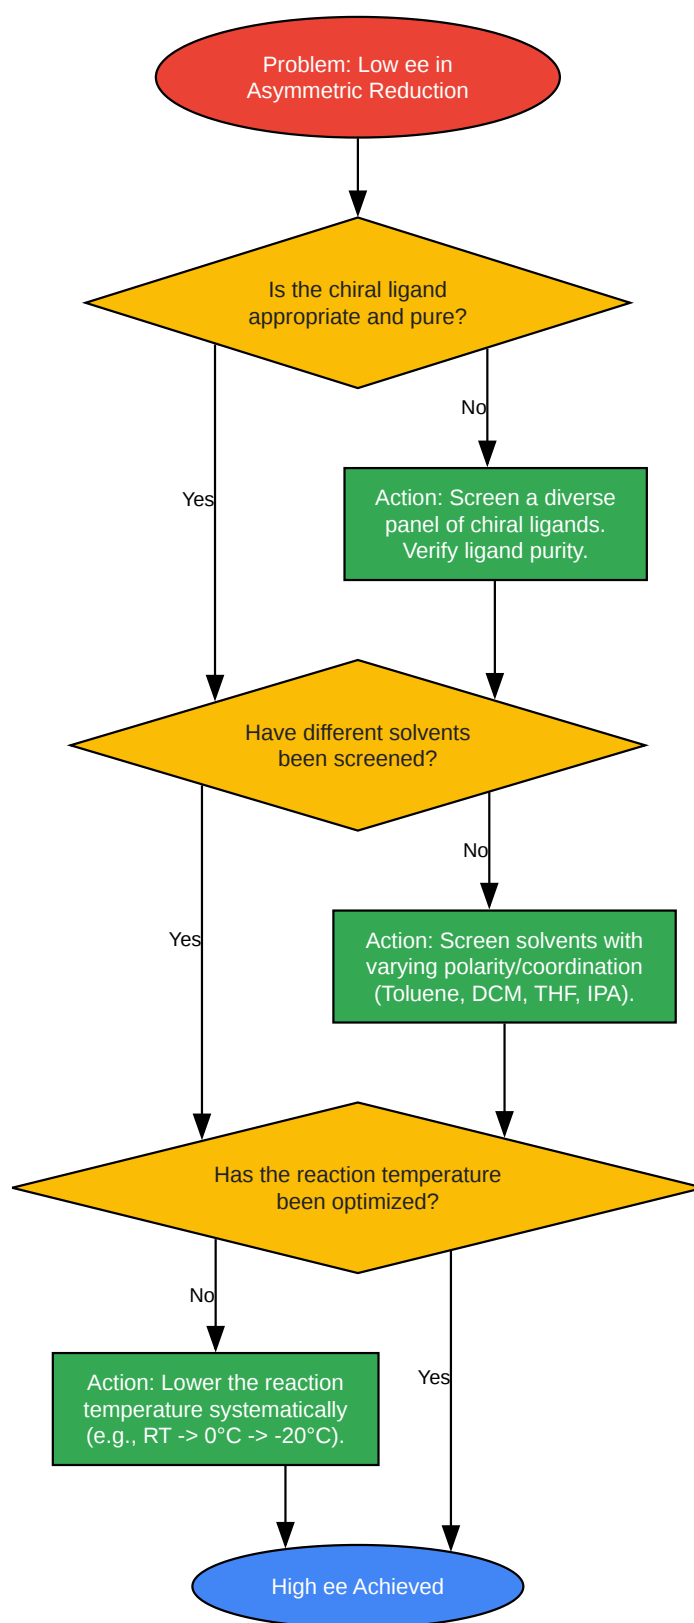 Problem: Low ee in
Asymmetric Reduction
Is the chiral ligand
appropriate and pure?
No
Yes
Action: Screen a diverse
panel of chiral ligands.
Verify ligand purity.
Have different solvents
been screened?
No
Yes
Action: Screen solvents with
varying polarity/coordination
(Toluene, DCM, THF, IPA).
Has the reaction temperature
been optimized?
No
Yes
Action: Lower the reaction
temperature systematically
(e.g., RT -> 0°C -> -20°C).
High ee Achieved